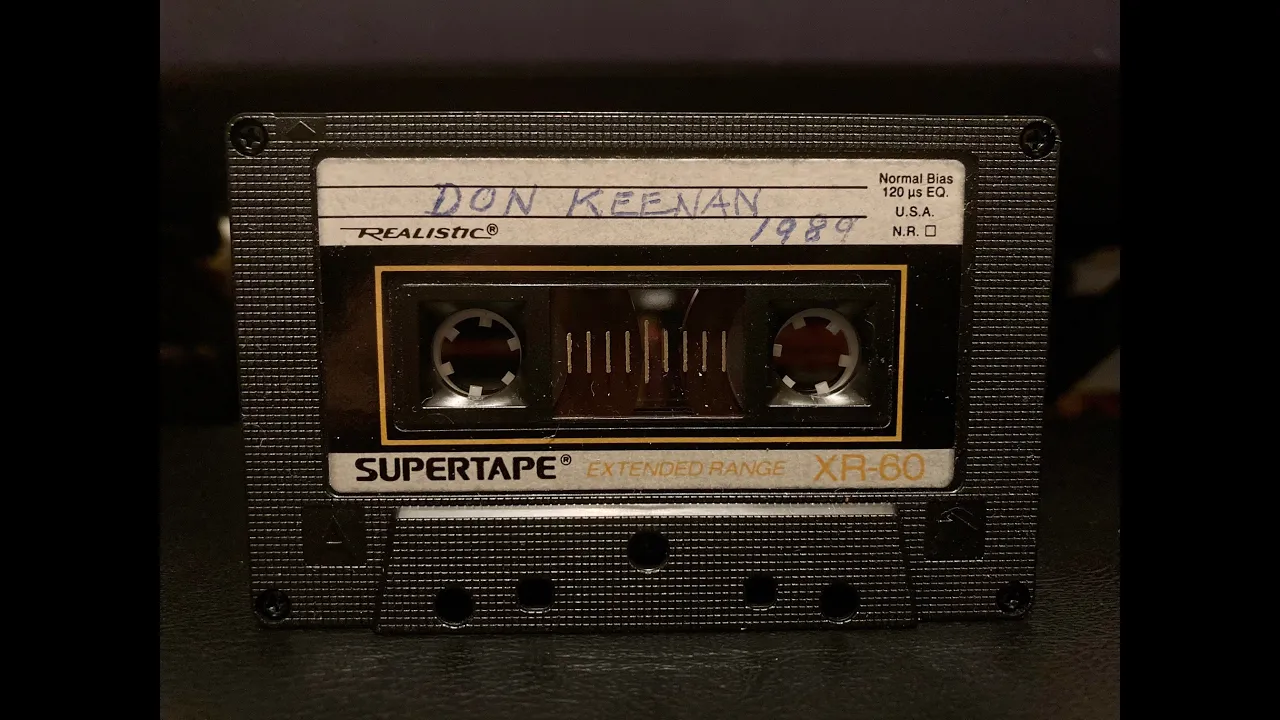 DON KEENAN
1989
REALISTIC®
Normal Bias
120 µs EQ.
U.S.A.
N.R. ☐
SUPERTAPE® EXTENDED RANGE XR-60